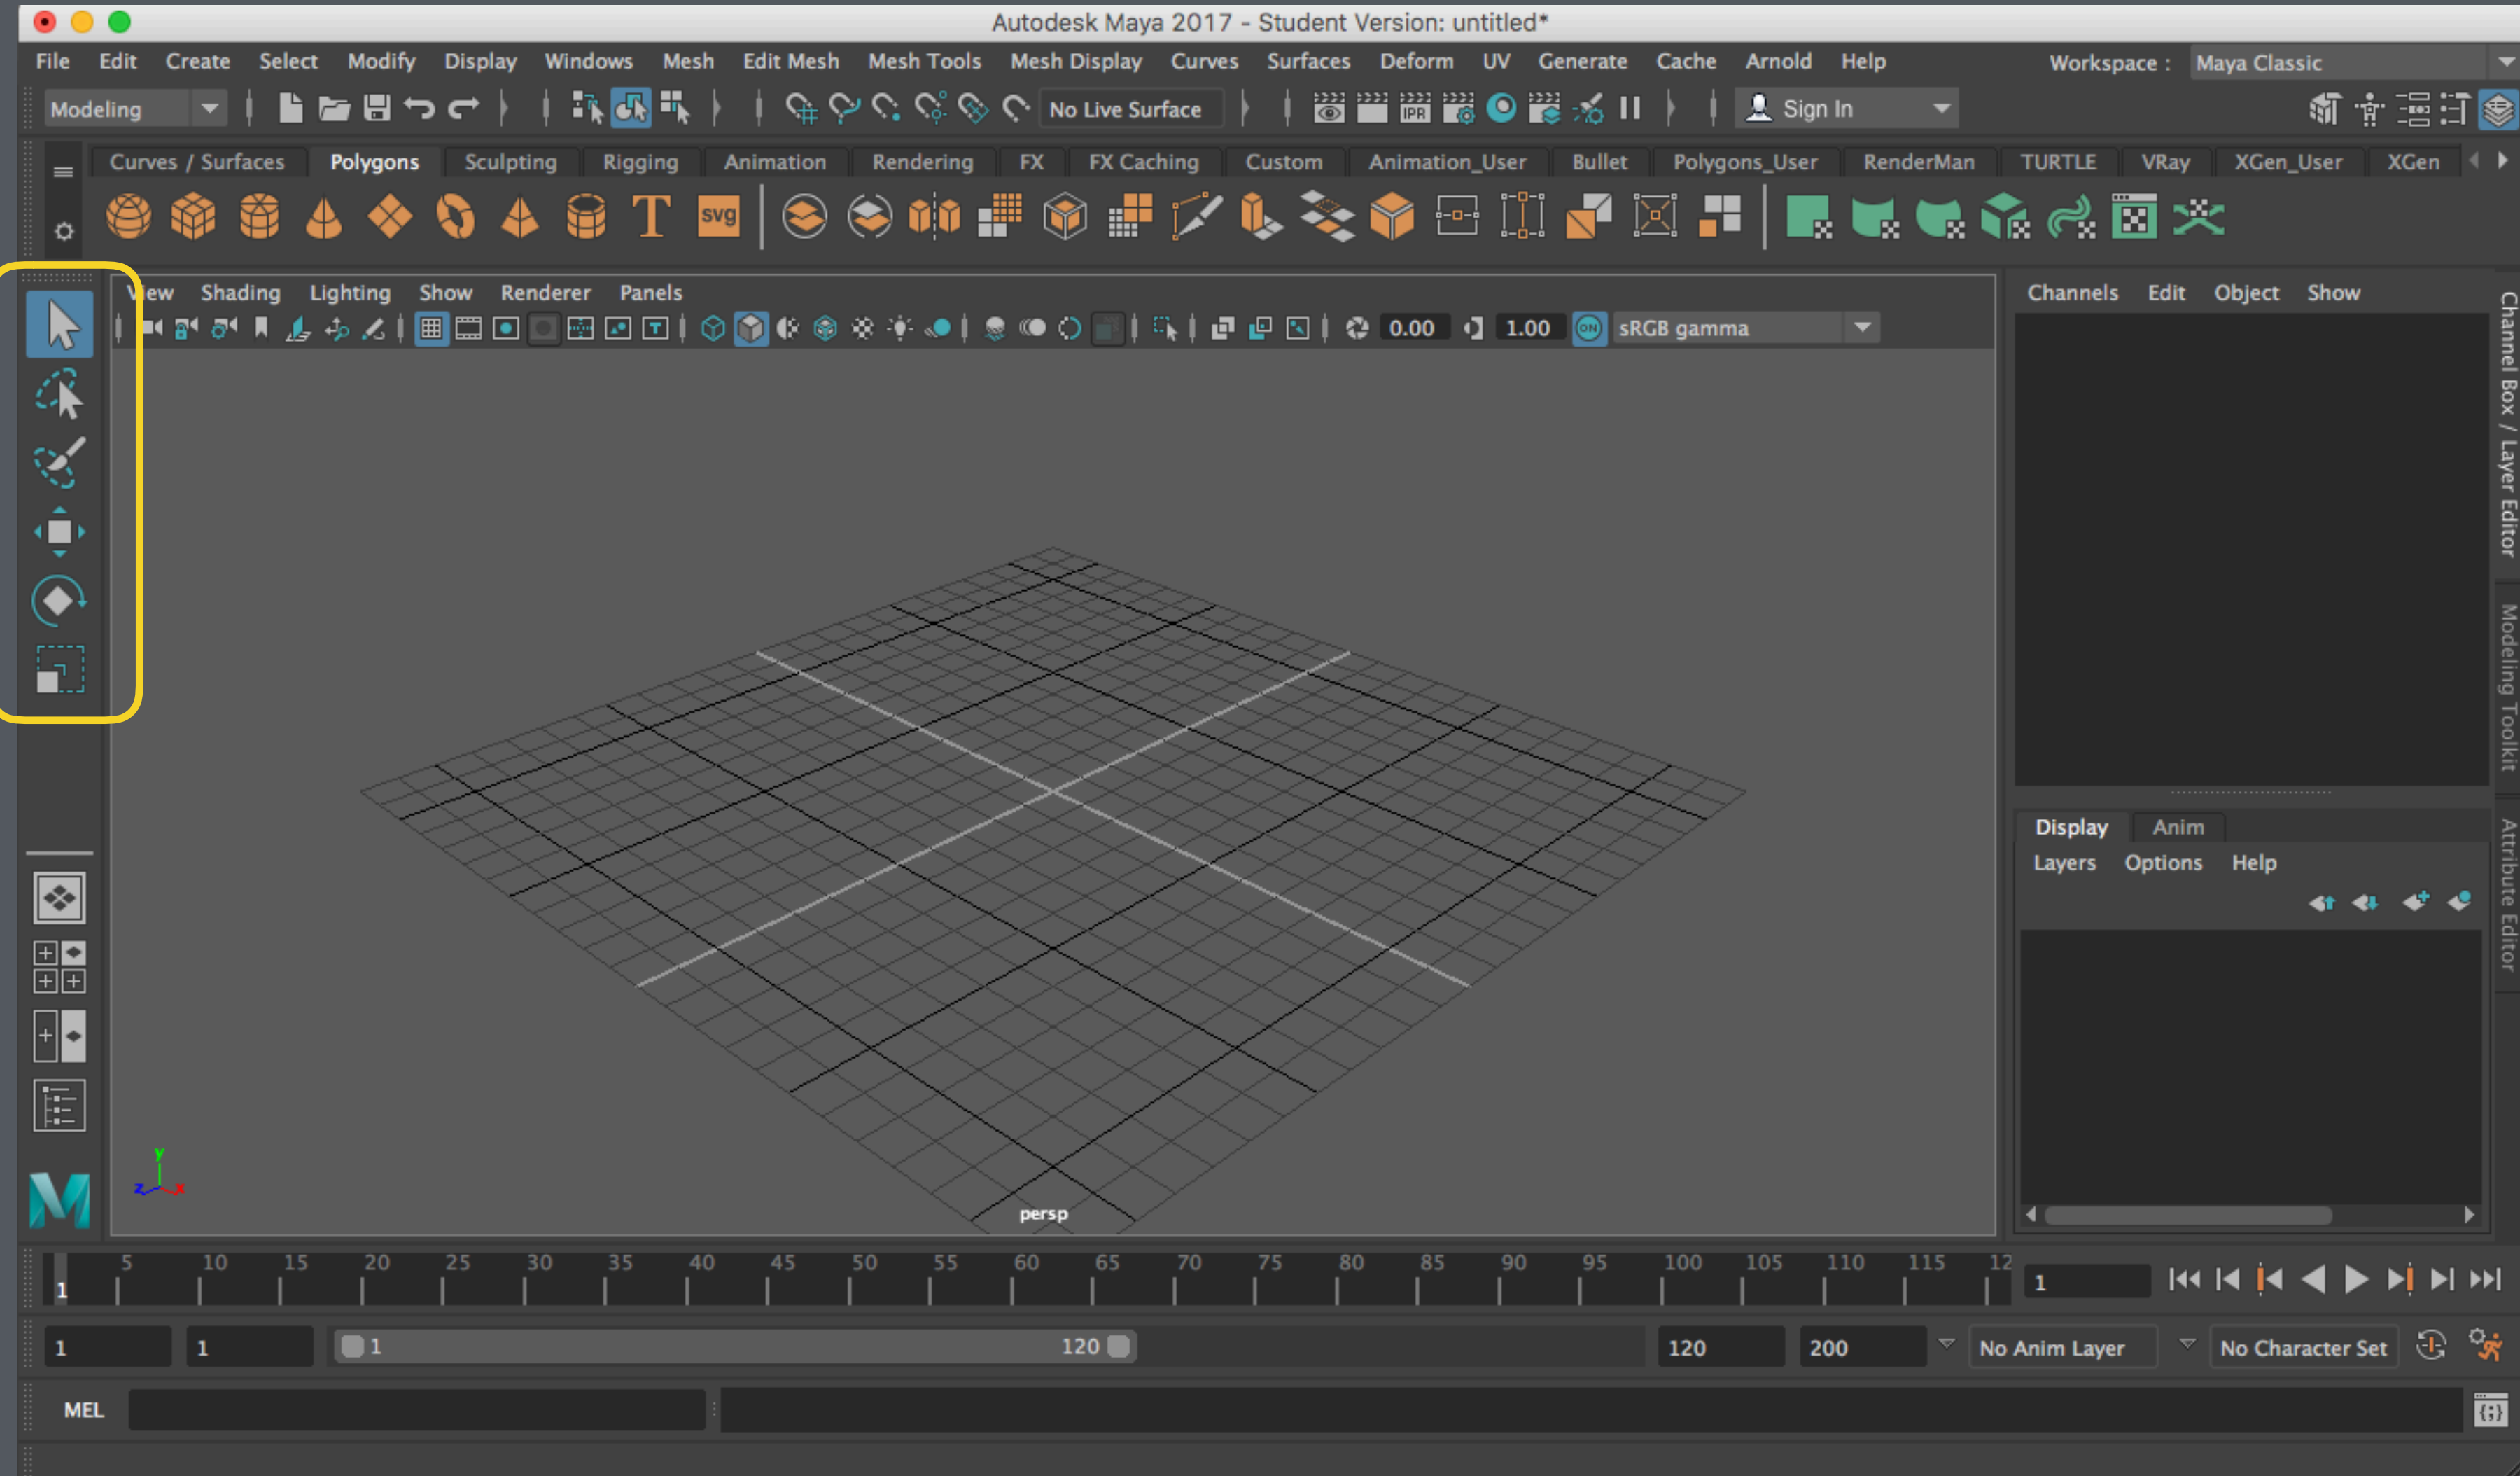 Autodesk Maya 2017 - Student Version: untitled*
File Edit Create Select Modify Display Windows Mesh Edit Mesh Mesh Tools Mesh Display Curves Surfaces Deform UV Generate Cache Arnold Help Workspace : Maya Classic
Modeling No Live Surface IPR Sign In
Curves / Surfaces Polygons Sculpting Rigging Animation Rendering FX FX Caching Custom Animation_User Bullet Polygons_User RenderMan TURTLE VRay XGen_User XGen
T svg
View Shading Lighting Show Renderer Panels
0.00 1.00 ON sRGB gamma
Channels Edit Object Show
Channel Box / Layer Editor
Modeling Toolkit
Attribute Editor
Display Anim
Layers Options Help
y
z x
persp
5 10 15 20 25 30 35 40 45 50 55 60 65 70 75 80 85 90 95 100 105 110 115 12
1 1
1 1 1 120 120 200 No Anim Layer No Character Set
MEL